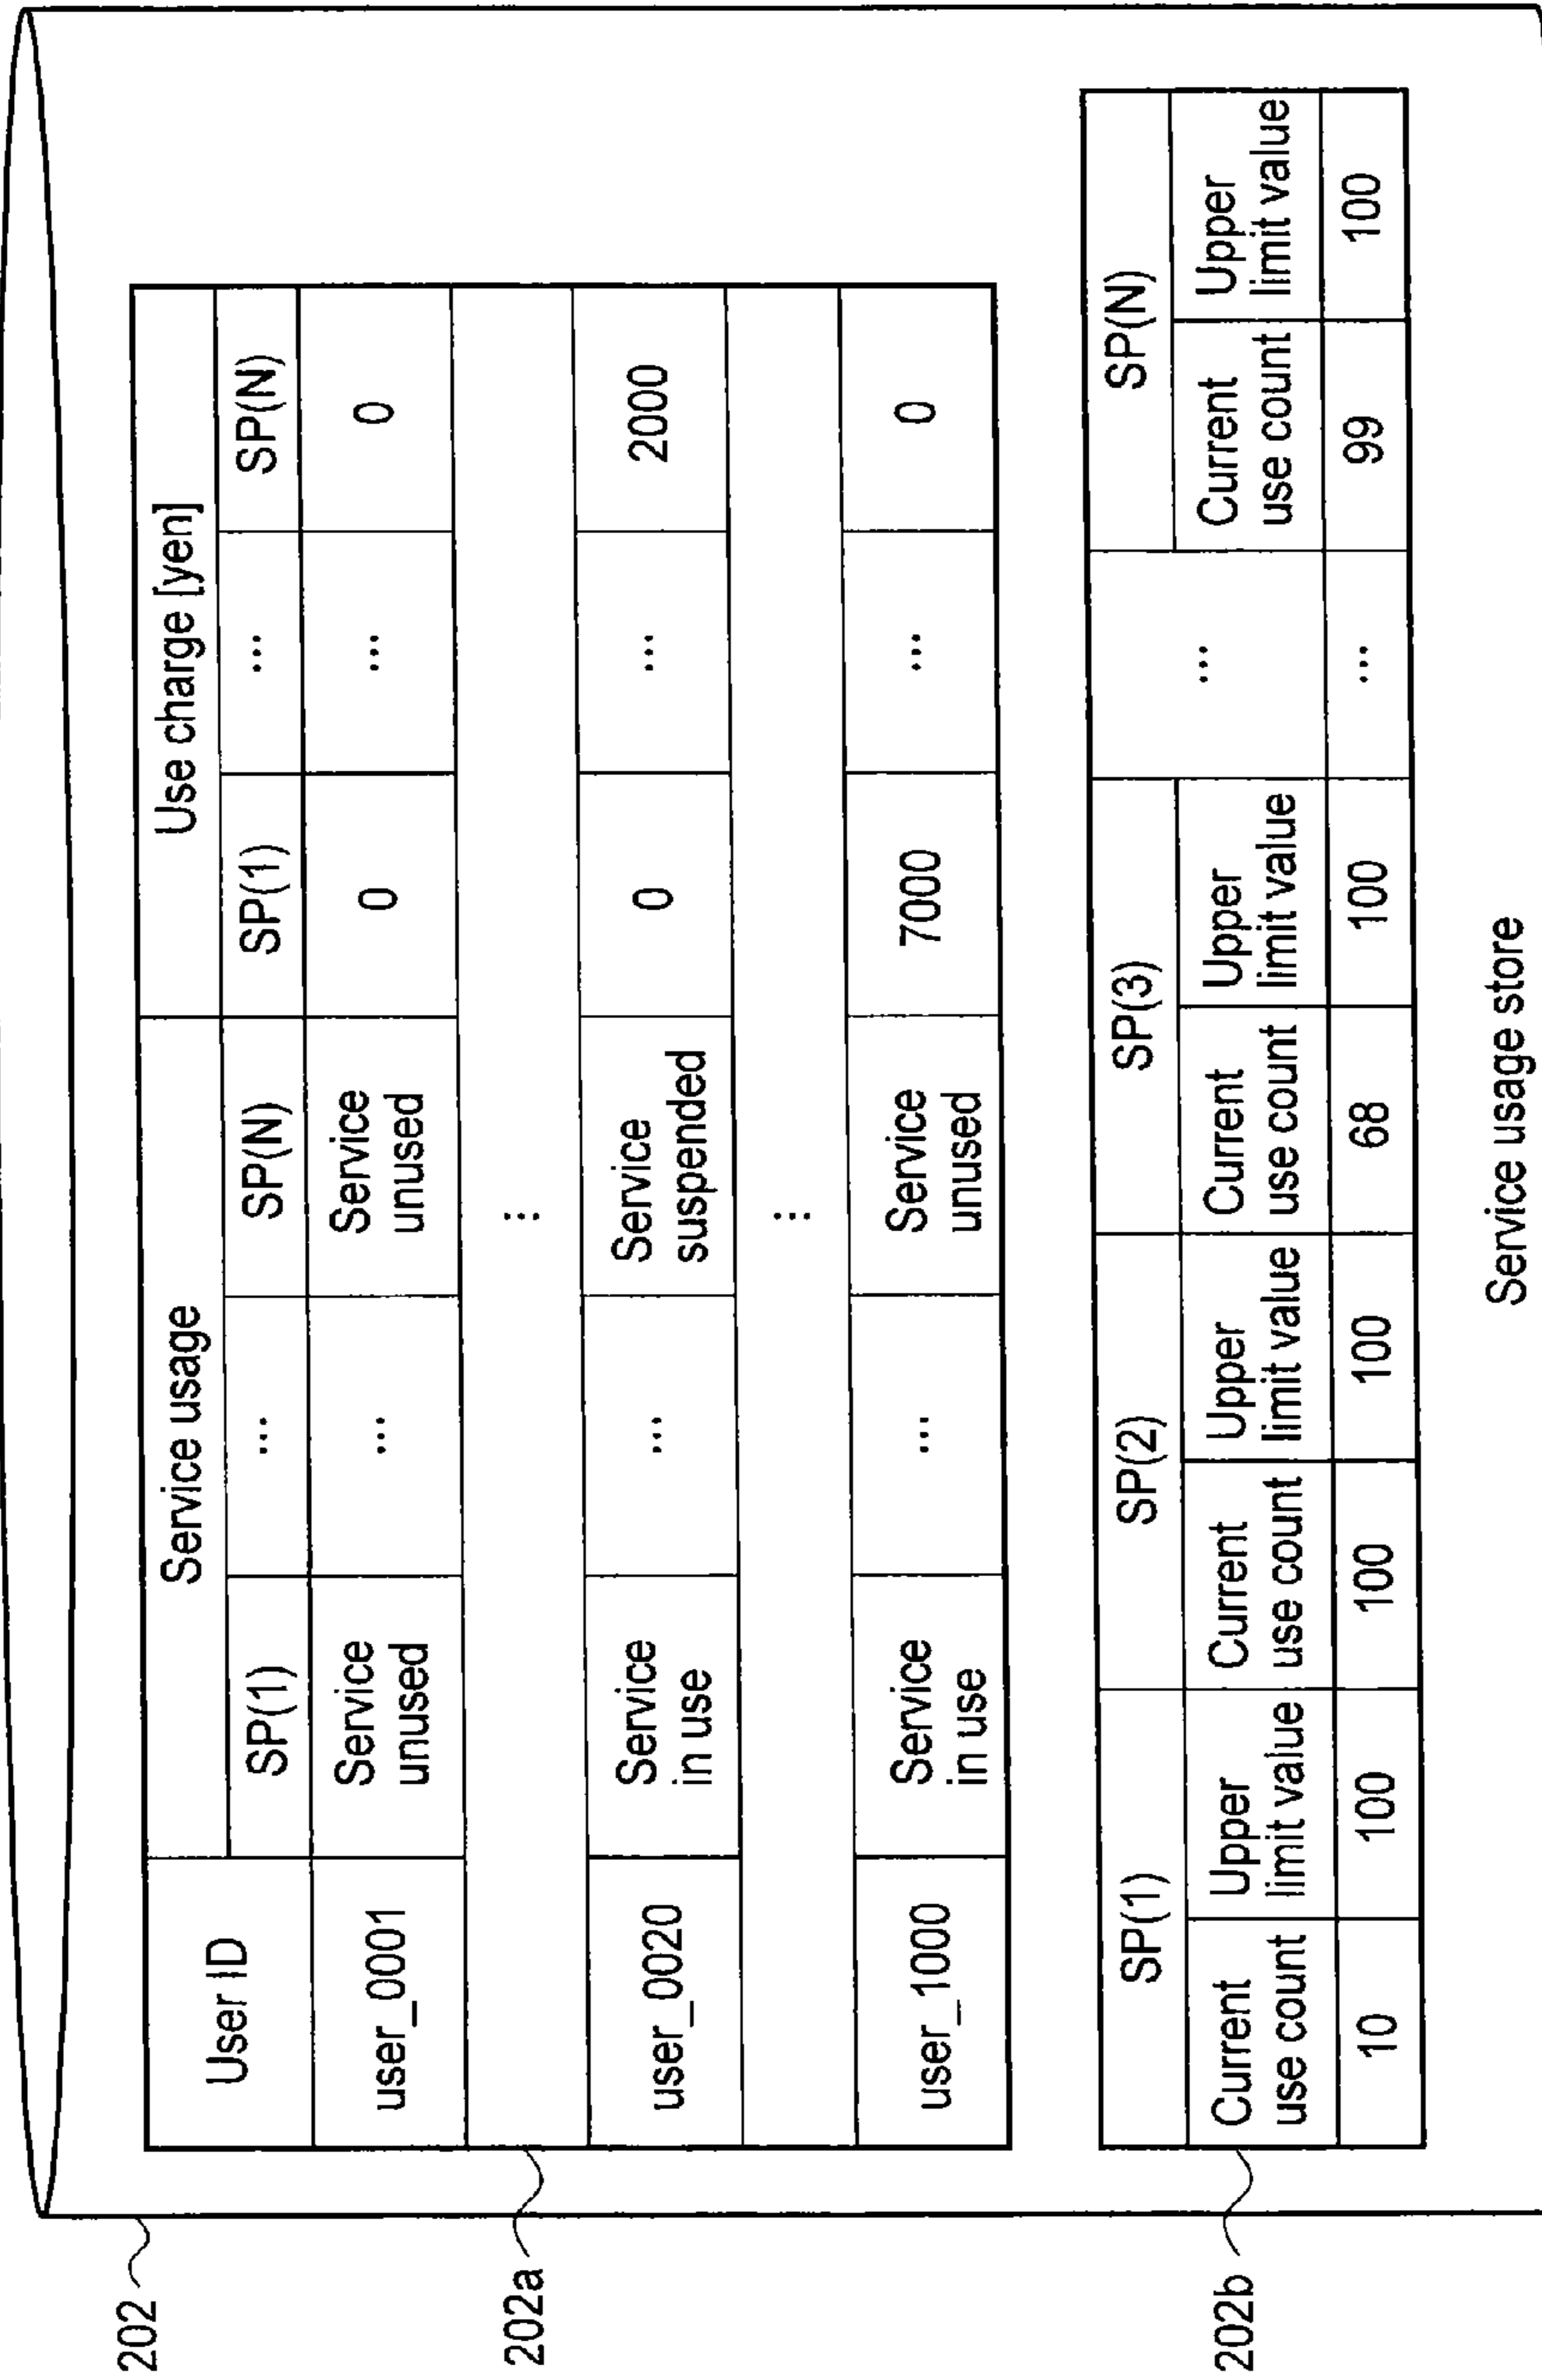 202
202a
User ID Service usage Use charge [yen]
SP(1) ... SP(N) SP(1) ... SP(N)
user_0001 Service unused ... Service unused 0 ... 0
...
user_0020 Service in use ... Service suspended 0 ... 2000
...
user_1000 Service in use ... Service unused 7000 ... 0
202b
SP(1) SP(2) SP(3) ... SP(N)
Current use count Upper limit value Current use count Upper limit value Current use count Upper limit value Current use count Upper limit value
10 100 100 100 68 100 ... 99 100
Service usage store